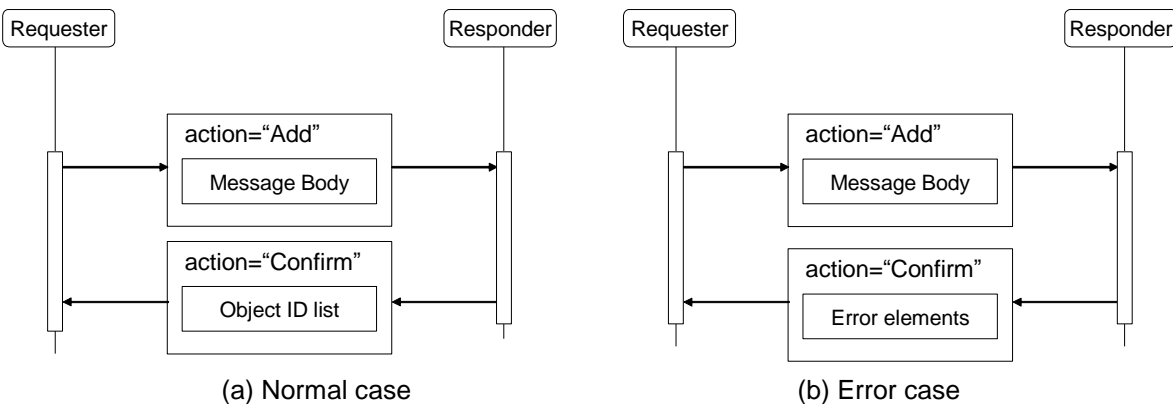 Requester
Responder
action=“Add”
Message Body
action=“Confirm”
Object ID list
(a) Normal case
Requester
Responder
action=“Add”
Message Body
action=“Confirm”
Error elements
(b) Error case